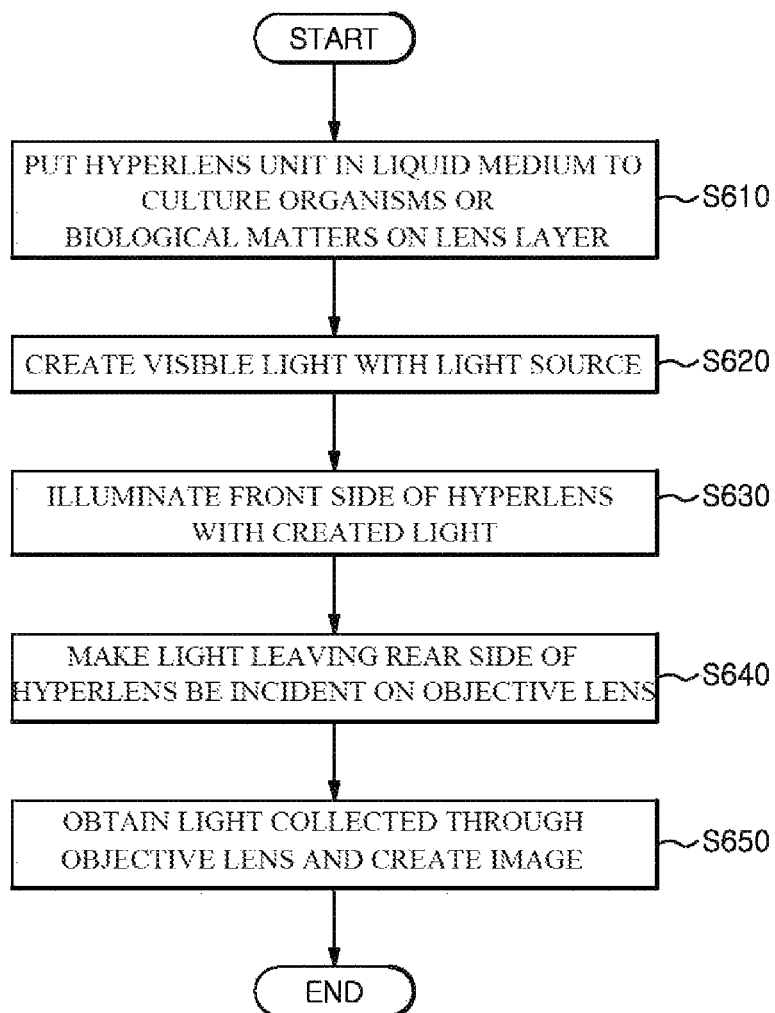 START
PUT HYPERLENS UNIT IN LIQUID MEDIUM TO
CULTURE ORGANISMS OR
BIOLOGICAL MATTERS ON LENS LAYER
S610
CREATE VISIBLE LIGHT WITH LIGHT SOURCE
S620
ILLUMINATE FRONT SIDE OF HYPERLENS
WITH CREATED LIGHT
S630
MAKE LIGHT LEAVING REAR SIDE OF
HYPERLENS BE INCIDENT ON OBJECTIVE LENS
S640
OBTAIN LIGHT COLLECTED THROUGH
OBJECTIVE LENS AND CREATE IMAGE
S650
END